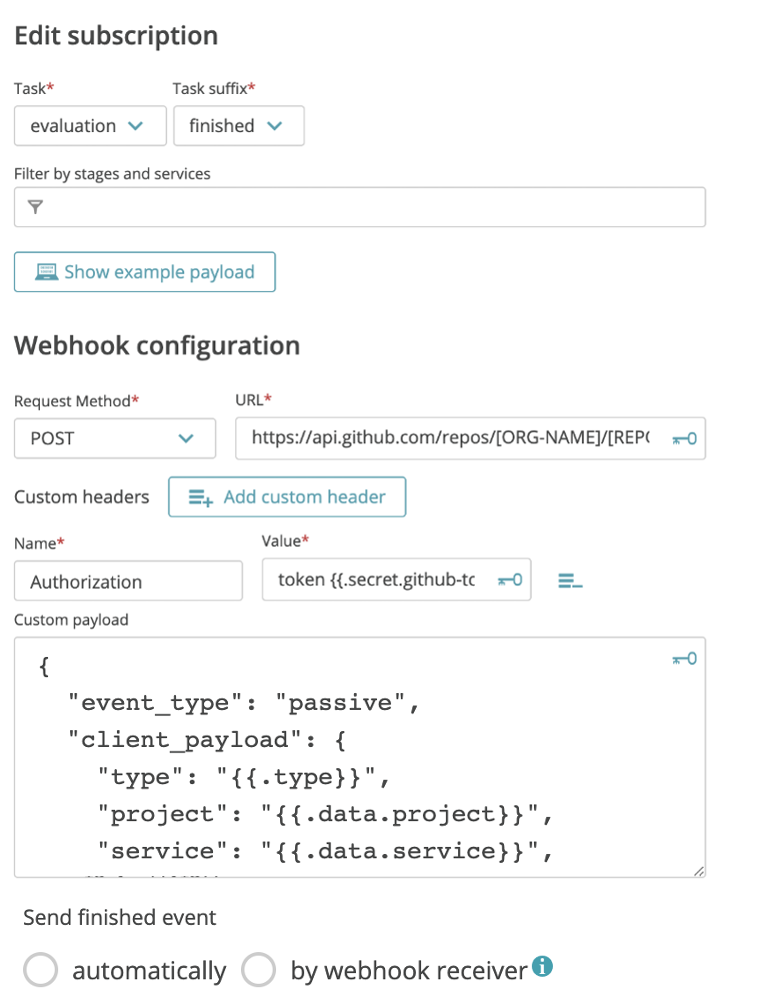 Edit subscription
Task* Task suffix*
evaluation finished
Filter by stages and services
Show example payload
Webhook configuration
Request Method* URL*
POST https://api.github.com/repos/[ORG-NAME]/[REP
Custom headers Add custom header
Name* Value*
Authorization token {{.secret.github-to
Custom payload
{
"event_type": "passive",
"client_payload": {
"type": "{{.type}}",
"project": "{{.data.project}}",
"service": "{{.data.service}}",
Send finished event
automatically by webhook receiver